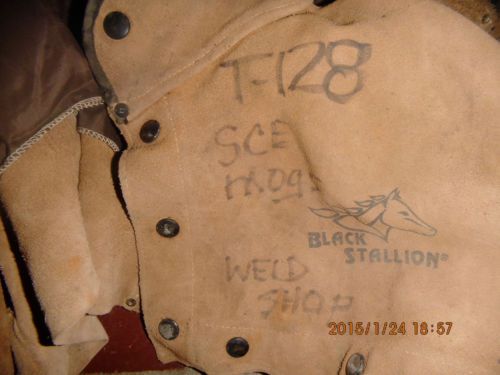 T-128
SCE
BLACK
STALLION®
WELD
SHOP
2015/1/24 18:57